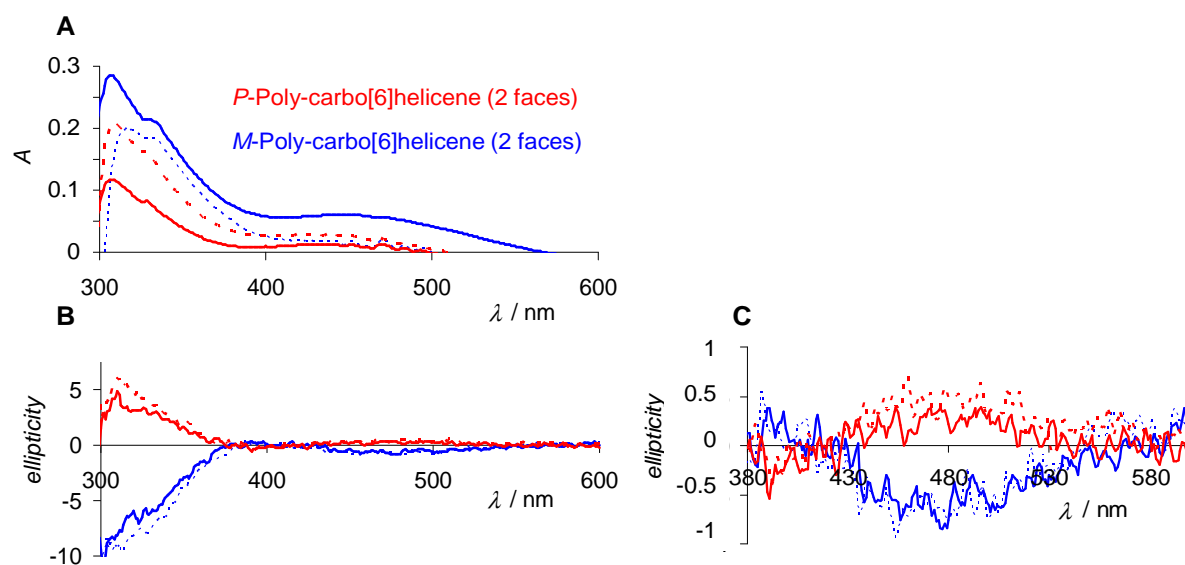 A
0.3
0.2
0.1
0
A
P-Poly-carbo[6]helicene (2 faces)
M-Poly-carbo[6]helicene (2 faces)
300 400 500 600
λ / nm
B
5
0
-5
-10
ellipticity
300 400 500 600
λ / nm
C
1
0.5
0
-0.5
-1
ellipticity
380 430 480 530 580
λ / nm